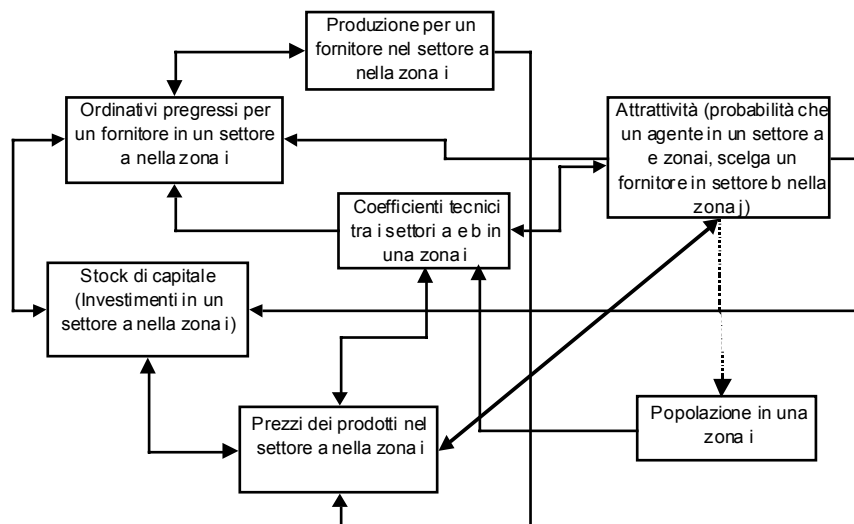 Produzione per un
fornitore nel settore a
nella zona i
Ordinativi pregressi per
un fornitore in un settore
a nella zona i
Attrattività (probabilità che
un agente in un settore a
e zonai, scelga un
fornitore in settore b nella
zona j)
Coefficienti tecnici
tra i settori a e b in
una zona i
Stock di capitale
(Investimenti in un
settore a nella zona i)
Prezzi dei prodotti nel
settore a nella zona i
Popolazione in una
zona i